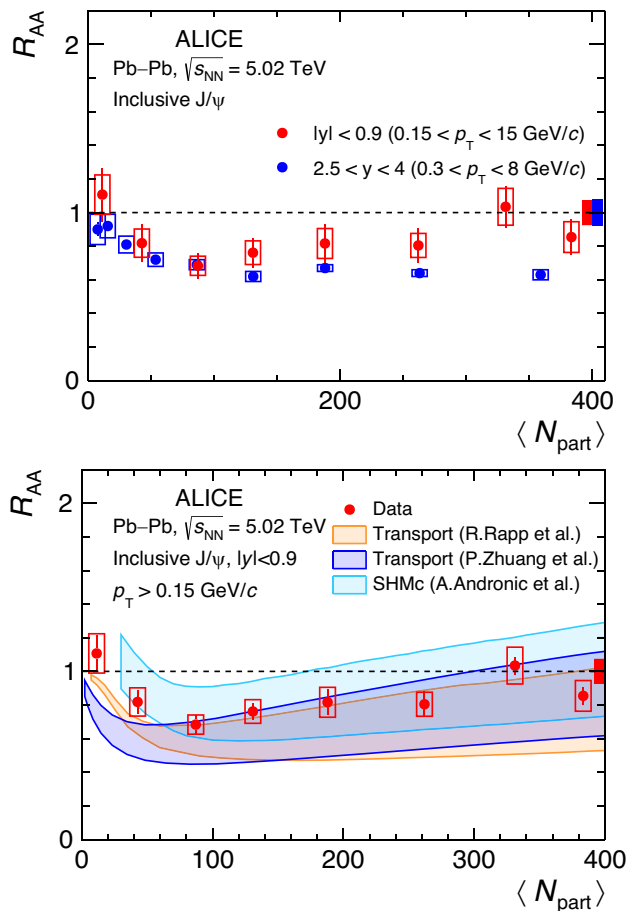 R_AA
2
1
0
ALICE
Pb–Pb, √s_NN = 5.02 TeV
Inclusive J/ψ
|y| < 0.9 (0.15 < p_T < 15 GeV/c)
2.5 < y < 4 (0.3 < p_T < 8 GeV/c)
0 200 400
⟨ N_part ⟩
R_AA
2
1
0
ALICE
Pb–Pb, √s_NN = 5.02 TeV
Inclusive J/ψ, |y|<0.9
p_T > 0.15 GeV/c
Data
Transport (R.Rapp et al.)
Transport (P.Zhuang et al.)
SHMc (A.Andronic et al.)
0 100 200 300 400
⟨ N_part ⟩